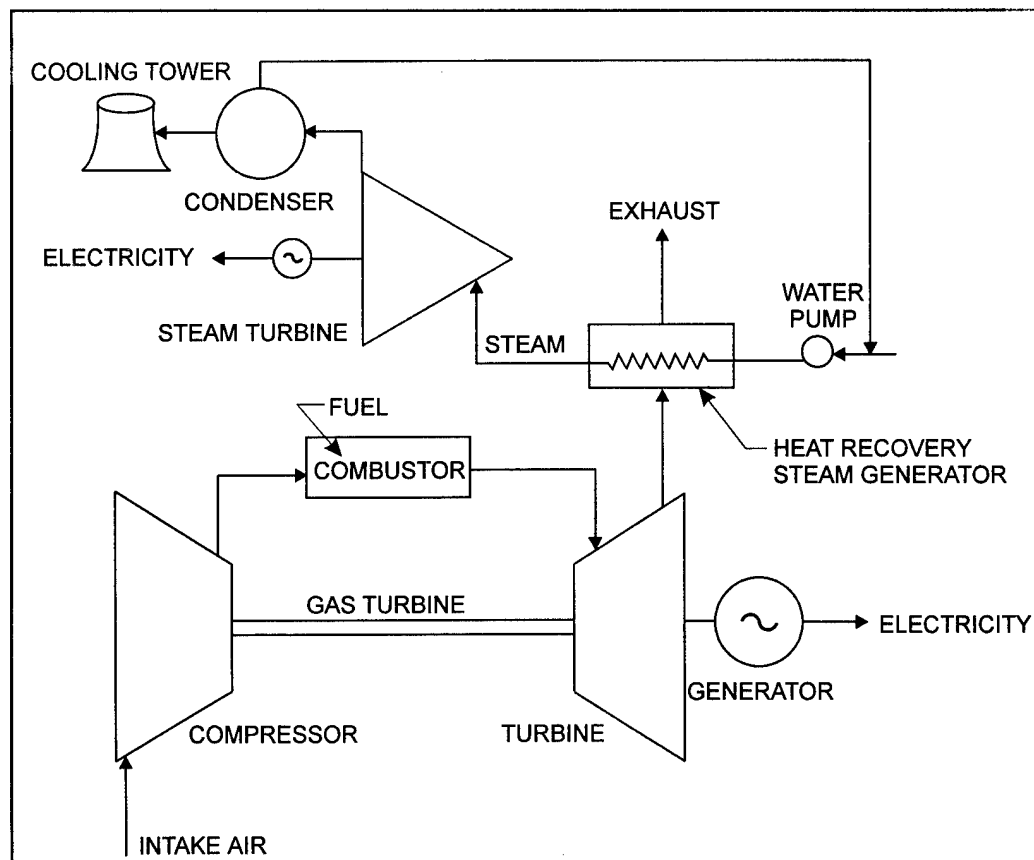 COOLING TOWER
CONDENSER
EXHAUST
ELECTRICITY
WATER
PUMP
STEAM TURBINE
STEAM
FUEL
HEAT RECOVERY
STEAM GENERATOR
COMBUSTOR
GAS TURBINE
ELECTRICITY
GENERATOR
COMPRESSOR
TURBINE
INTAKE AIR